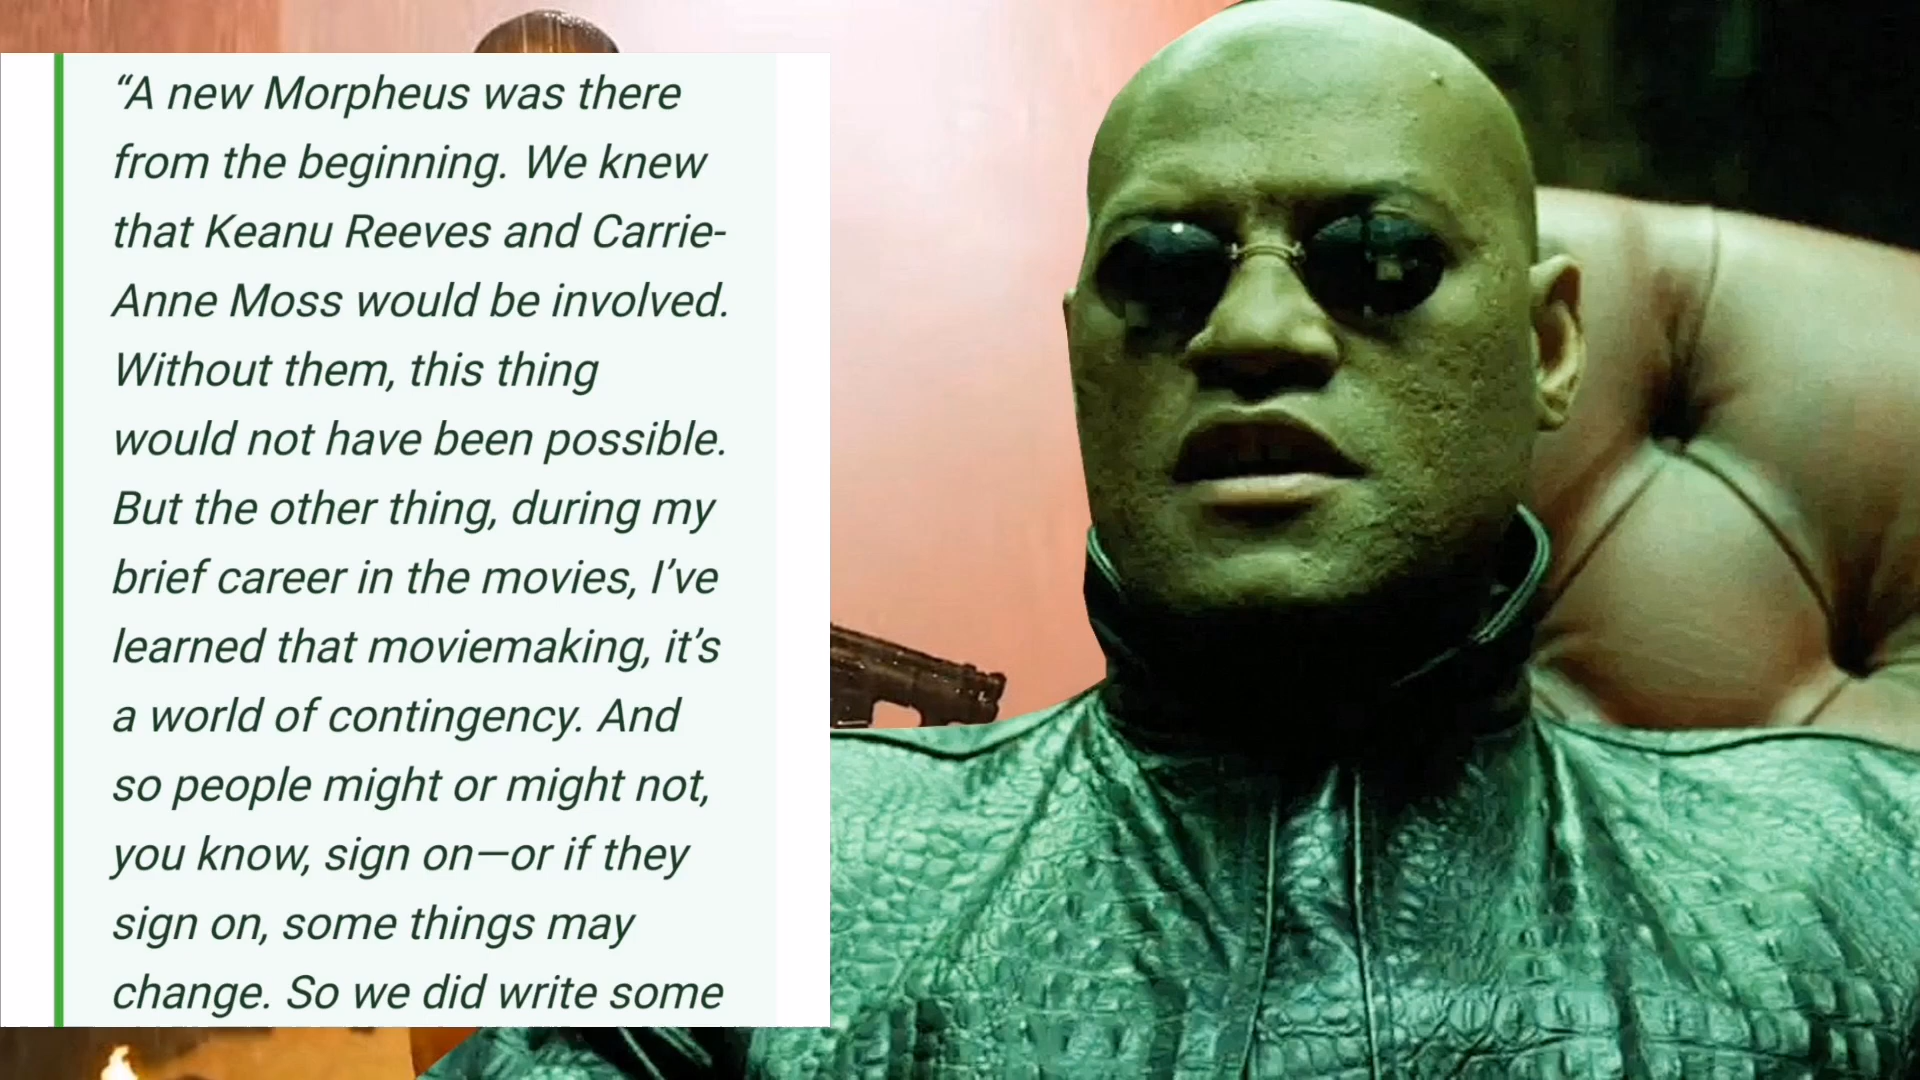 “A new Morpheus was there
from the beginning. We knew
that Keanu Reeves and Carrie-
Anne Moss would be involved.
Without them, this thing
would not have been possible.
But the other thing, during my
brief career in the movies, I’ve
learned that moviemaking, it’s
a world of contingency. And
so people might or might not,
you know, sign on—or if they
sign on, some things may
change. So we did write some